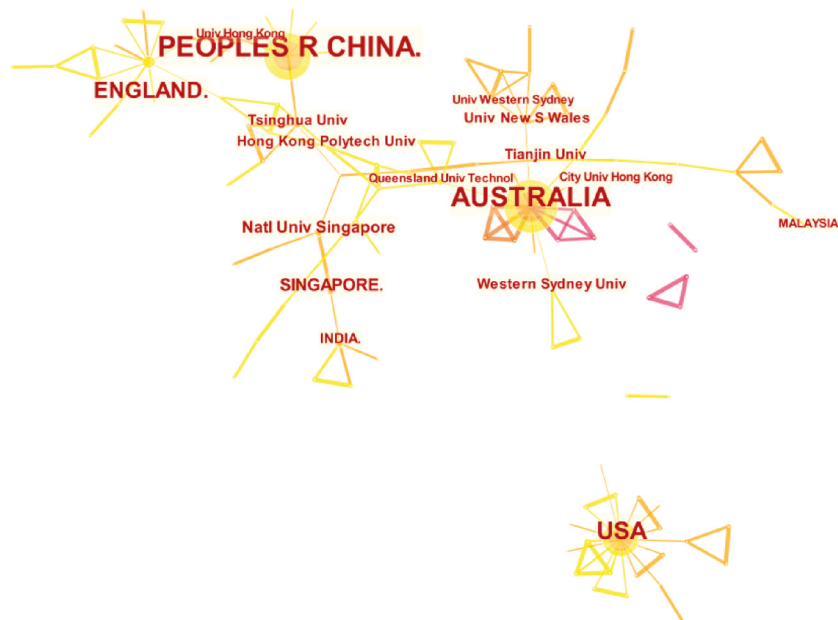 Univ Hong Kong
PEOPLES R CHINA.
ENGLAND.
Univ Western Sydney
Tsinghua Univ
Univ New S Wales
Hong Kong Polytech Univ
Tianjin Univ
Queensland Univ Technol
City Univ Hong Kong
AUSTRALIA
Natl Univ Singapore
MALAYSIA
SINGAPORE.
Western Sydney Univ
INDIA.
USA